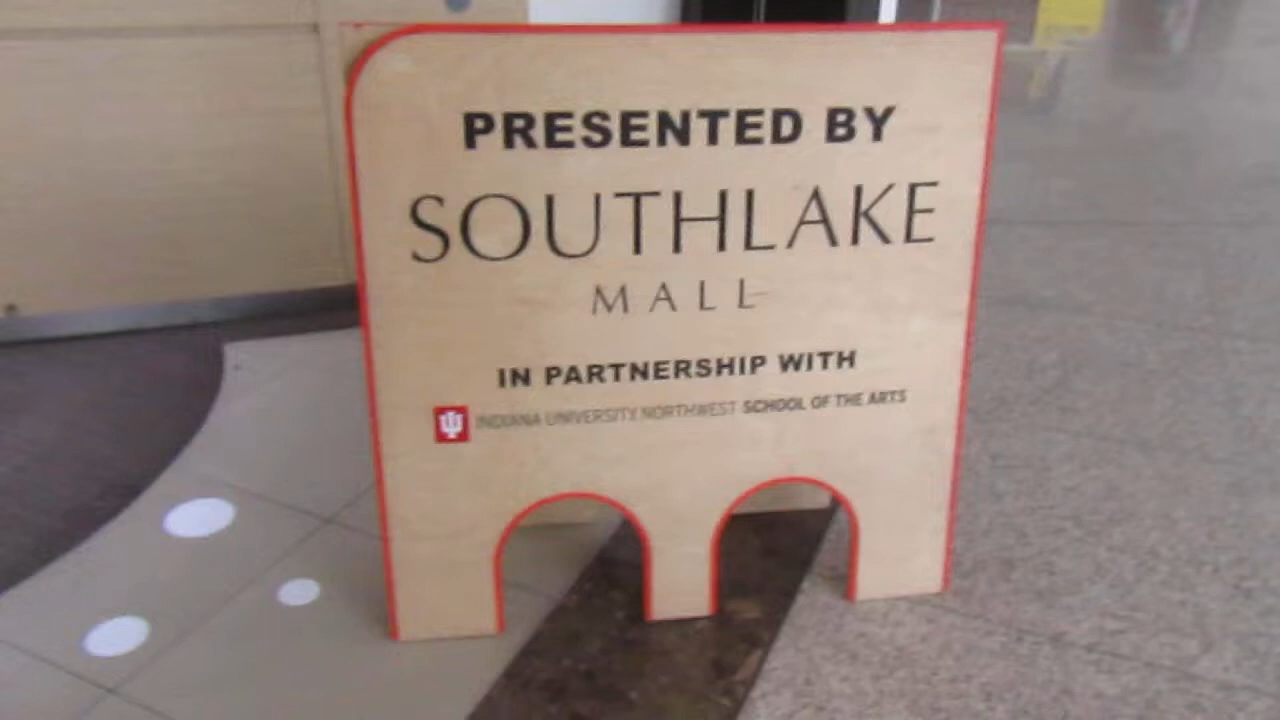 PRESENTED BY
SOUTHLAKE
MALL
IN PARTNERSHIP WITH
INDIANA UNIVERSITY NORTHWEST SCHOOL OF THE ARTS